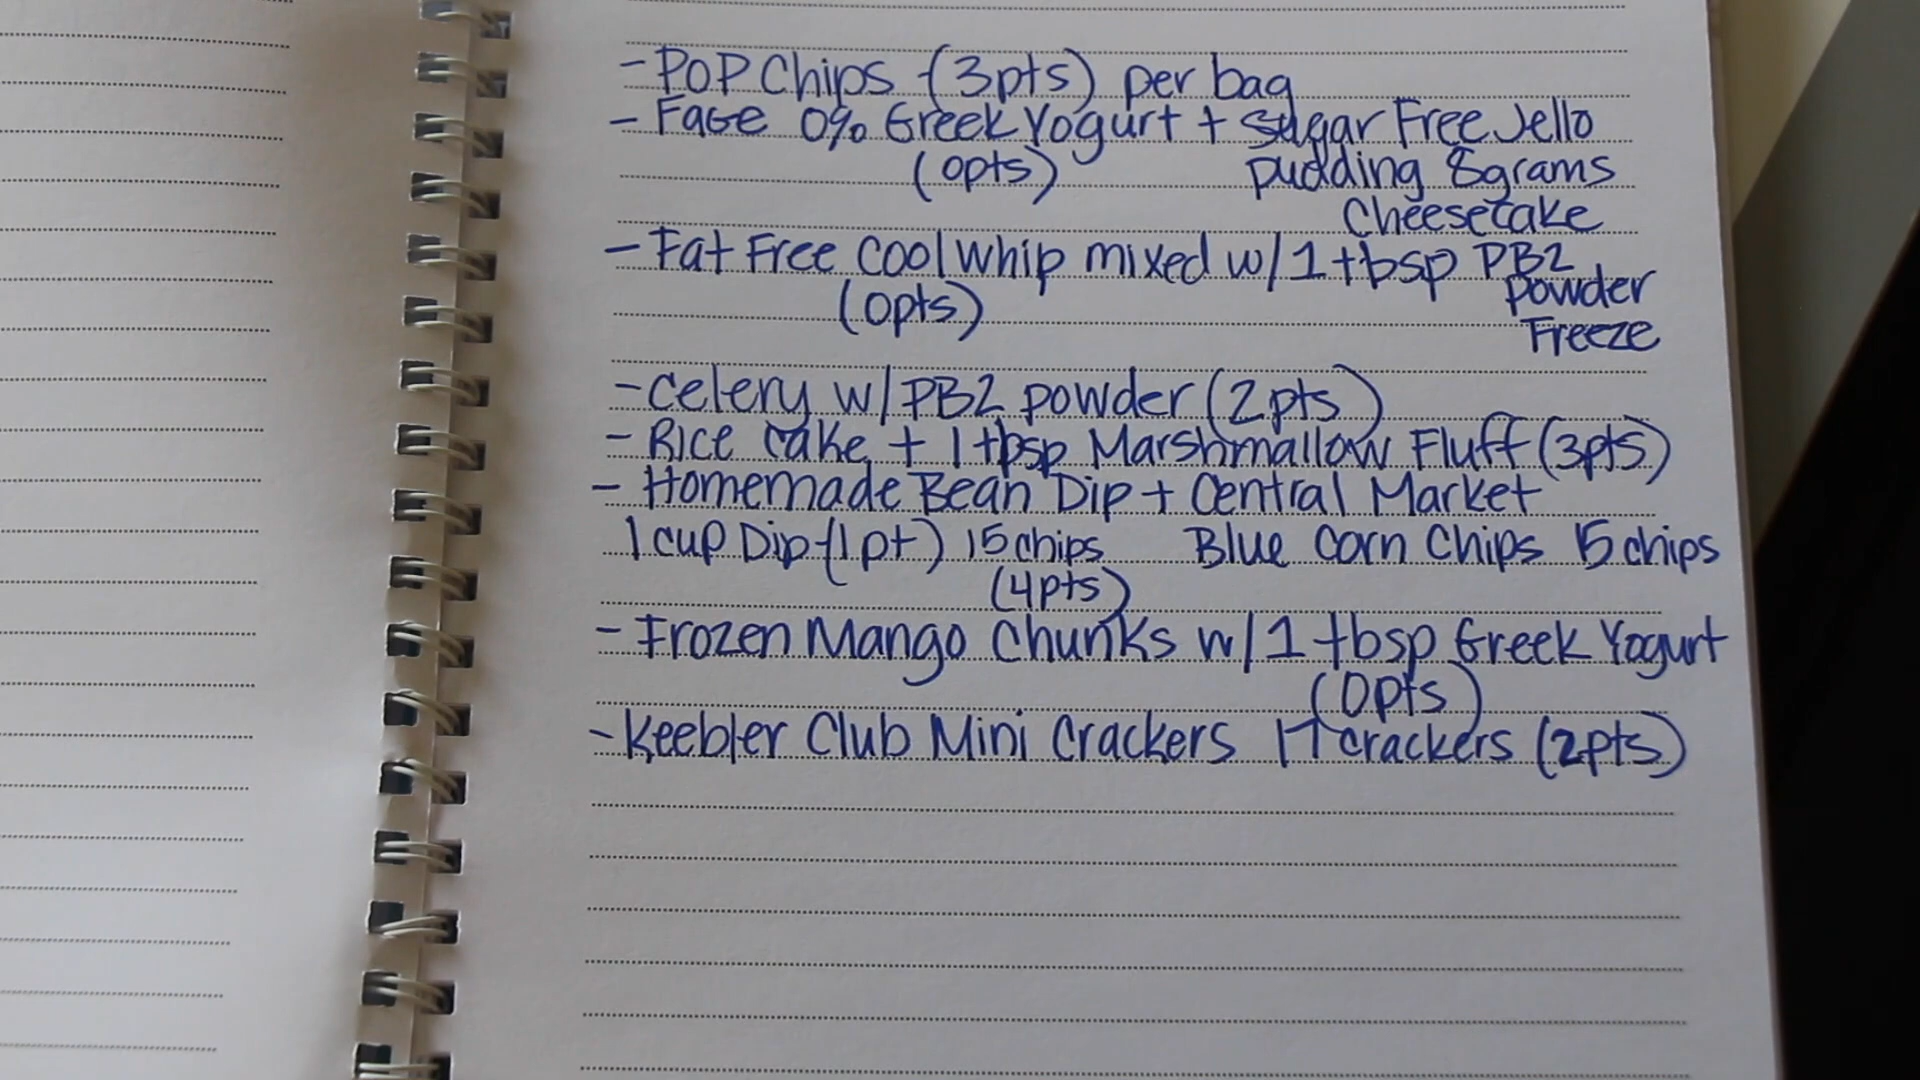 - POP Chips (3pts) per bag
- Fage 0% Greek Yogurt + sugar Free Jello
(0pts) pudding 8grams
Cheesecake
- Fat Free Cool Whip mixed w/ 1 tbsp PB2
powder
(0pts)
Freeze
- celery w/ PB2 powder (2pts)
- Rice Cake + 1 tbsp Marshmallow Fluff (3pts)
- Homemade Bean Dip + Central Market
1 cup Dip (1pt) 15 chips Blue Corn Chips 15 chips
(4pts)
- Frozen Mango Chunks w/ 1 tbsp Greek Yogurt
(0pts)
- Keebler Club Mini Crackers 17 crackers (2pts)